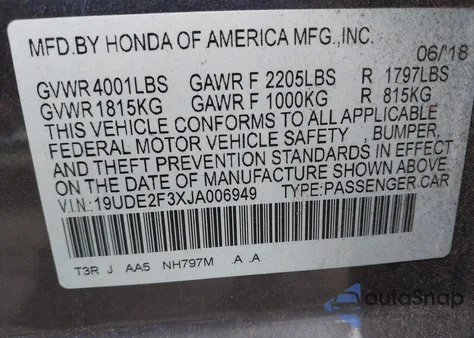 MFD.BY HONDA OF AMERICA MFG.,INC.
06/'18
GVWR 4001LBS GAWR F 2205LBS R 1797LBS
GVWR 1815KG GAWR F 1000KG R 815KG
THIS VEHICLE CONFORMS TO ALL APPLICABLE
FEDERAL MOTOR VEHICLE SAFETY , BUMPER,
AND THEFT PREVENTION STANDARDS IN EFFECT
ON THE DATE OF MANUFACTURE SHOWN ABOVE.
V.I.N.:19UDE2F3XJA006949 TYPE:PASSENGER.CAR
T3R J AA5 NH797M .A .A
autoSnap